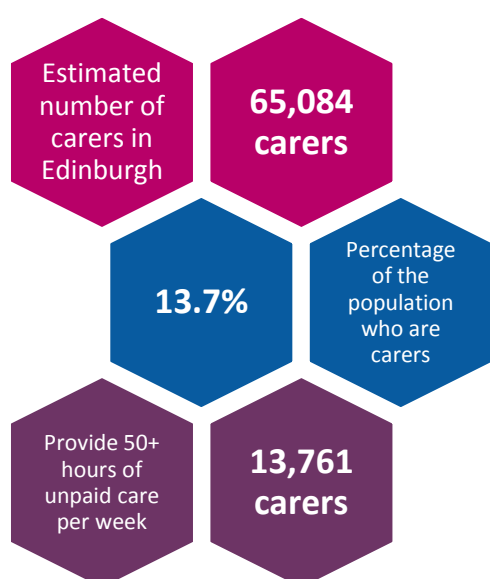 Estimated
number of
carers in
Edinburgh
65,084
carers
13.7%
Percentage
of the
population
who are
carers
Provide 50+
hours of
unpaid care
per week
13,761
carers